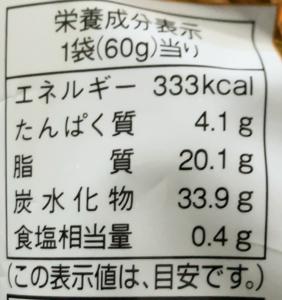 栄養成分表示
1袋(60g)当り
エネルギー 333kcal
たんぱく質 4.1g
脂質 20.1g
炭水化物 33.9g
食塩相当量 0.4g
(この表示値は、目安です。)